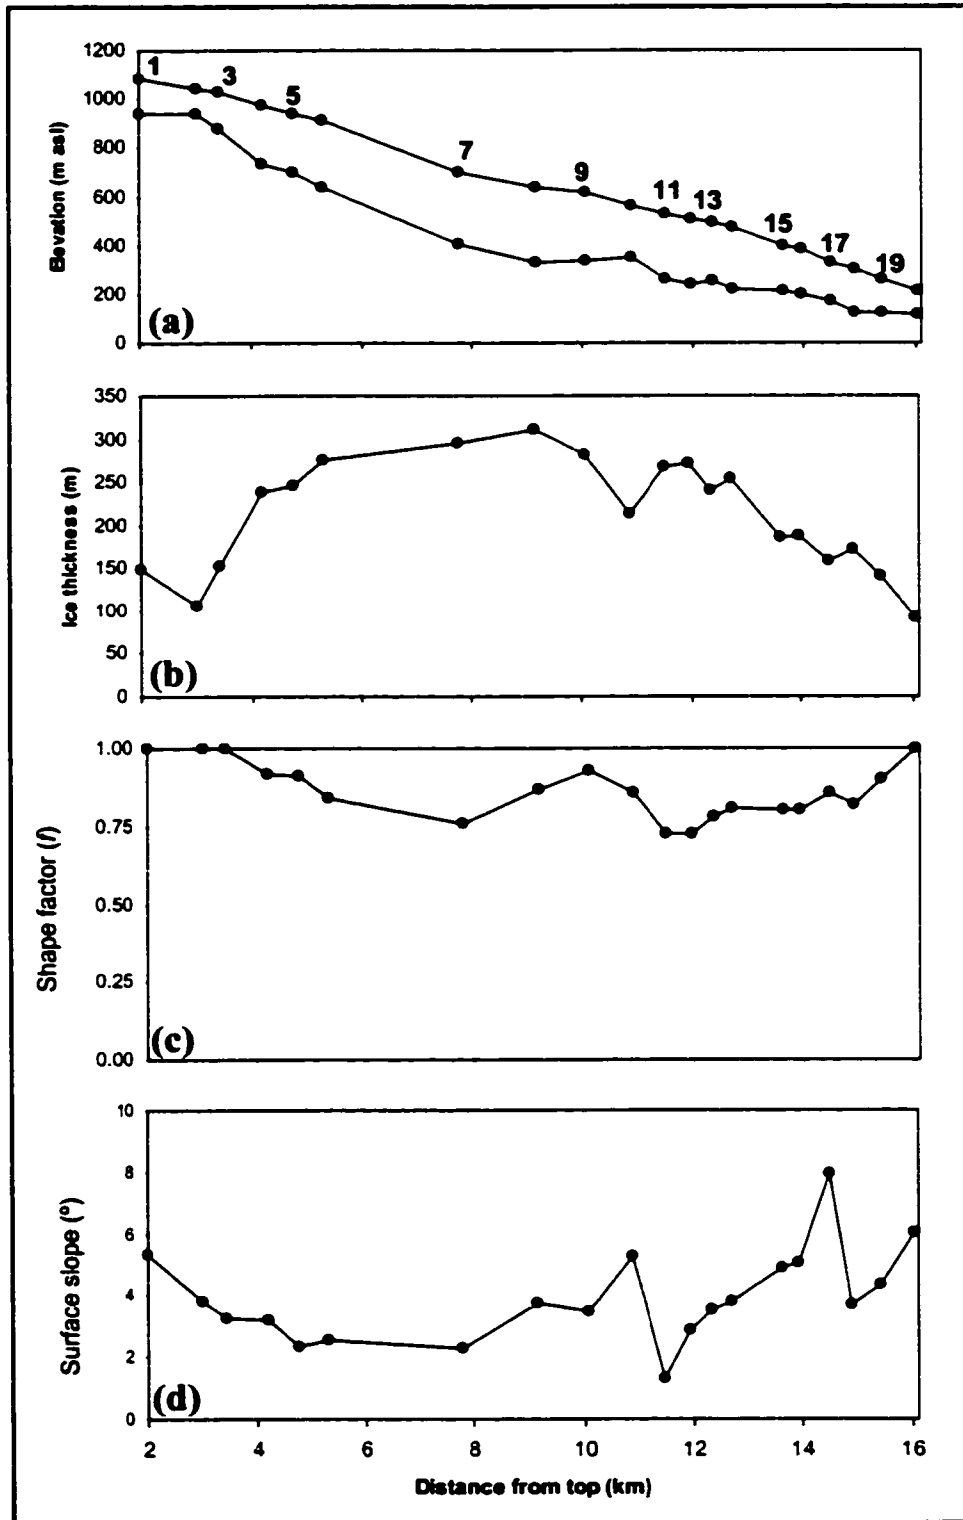 1200
1000
800
600
400
200
0
Elevation (m asl)
1 3 5 7 9 11 13 15 17 19
(a)
350
300
250
200
150
100
50
0
Ice thickness (m)
(b)
1.00
0.75
0.50
0.25
0.00
Shape factor (f)
(c)
10
8
6
4
2
0
Surface slope (º)
(d)
2 4 6 8 10 12 14 16
Distance from top (km)